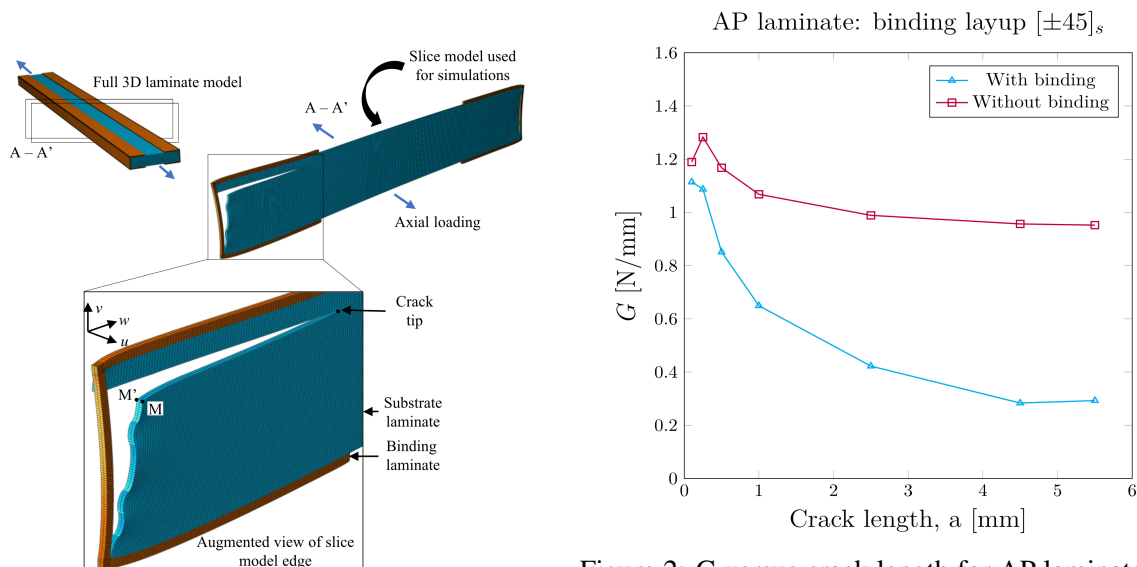 Slice model used
for simulations
Full 3D laminate model
A – A’
A – A’
Axial loading
v
w
u
Crack
tip
M’
M
Substrate
laminate
Binding
laminate
Augmented view of slice
model edge
AP laminate: binding layup [±45]s
With binding
Without binding
G [N/mm]
1.6
1.4
1.2
1
0.8
0.6
0.4
0.2
0
0 1 2 3 4 5 6
Crack length, a [mm]
Figure 2: G versus crack length for AP laminate